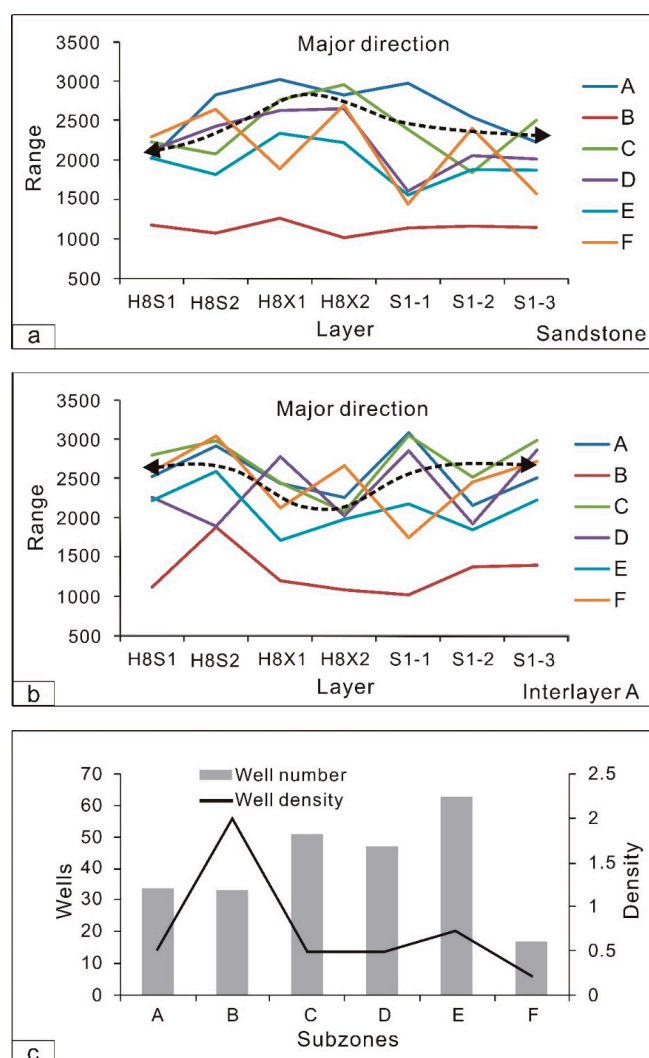 Major direction
3500
3000
2500
2000
1500
1000
500
Range
H8S1 H8S2 H8X1 H8X2 S1-1 S1-2 S1-3
Layer
A
B
C
D
E
F
a
Sandstone
Major direction
3500
3000
2500
2000
1500
1000
500
Range
H8S1 H8S2 H8X1 H8X2 S1-1 S1-2 S1-3
Layer
A
B
C
D
E
F
b
Interlayer A
Well number
Well density
70
60
50
40
30
20
10
0
Wells
2.5
2
1.5
1
0.5
0
Density
A B C D E F
Subzones
c